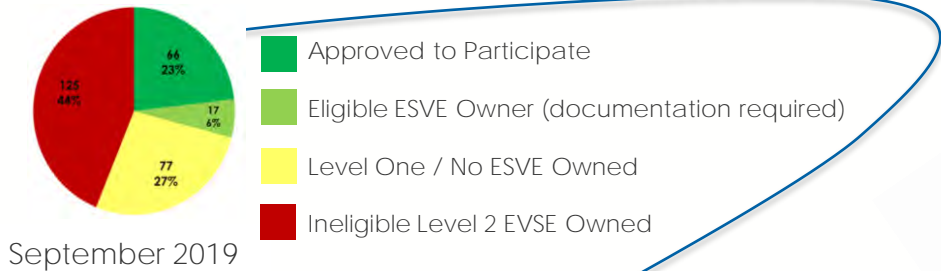 66
23%
17
6%
77
27%
125
44%
September 2019
Approved to Participate
Eligible ESVE Owner (documentation required)
Level One / No ESVE Owned
Ineligible Level 2 EVSE Owned